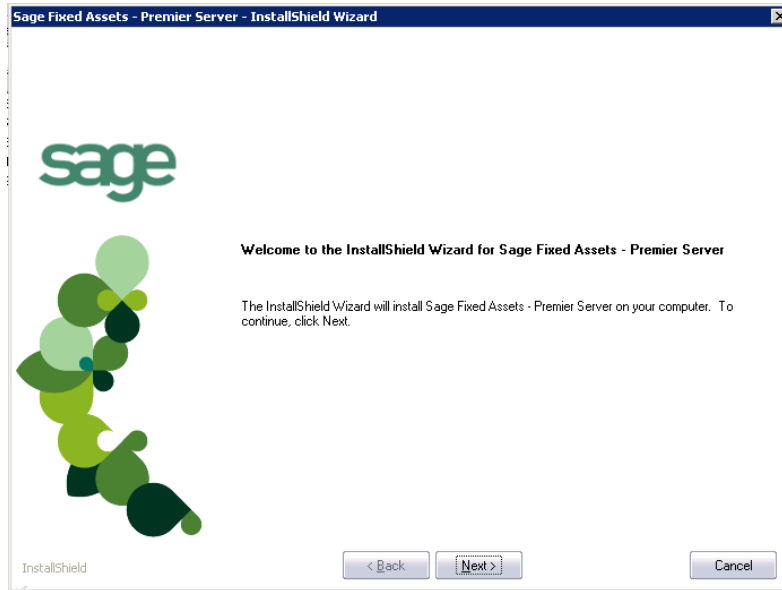 Sage Fixed Assets - Premier Server - InstallShield Wizard
sage
Welcome to the InstallShield Wizard for Sage Fixed Assets - Premier Server
The InstallShield Wizard will install Sage Fixed Assets - Premier Server on your computer. To
continue, click Next.
InstallShield
< Back
Next >
Cancel